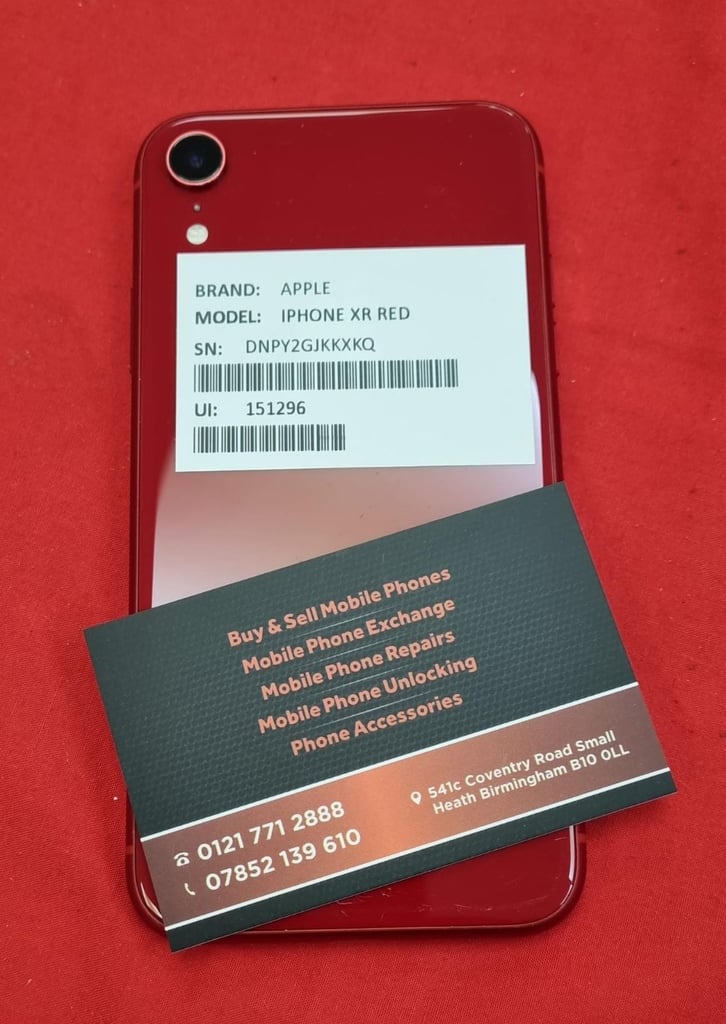 BRAND: APPLE
MODEL: IPHONE XR RED
SN: DNPY2GJKKXKQ
UI: 151296
Buy & Sell Mobile Phones
Mobile Phone Exchange
Mobile Phone Repairs
Mobile Phone Unlocking
Phone Accessories
0121 771 2888
07852 139 610
541c Coventry Road Small
Heath Birmingham B10 0LL